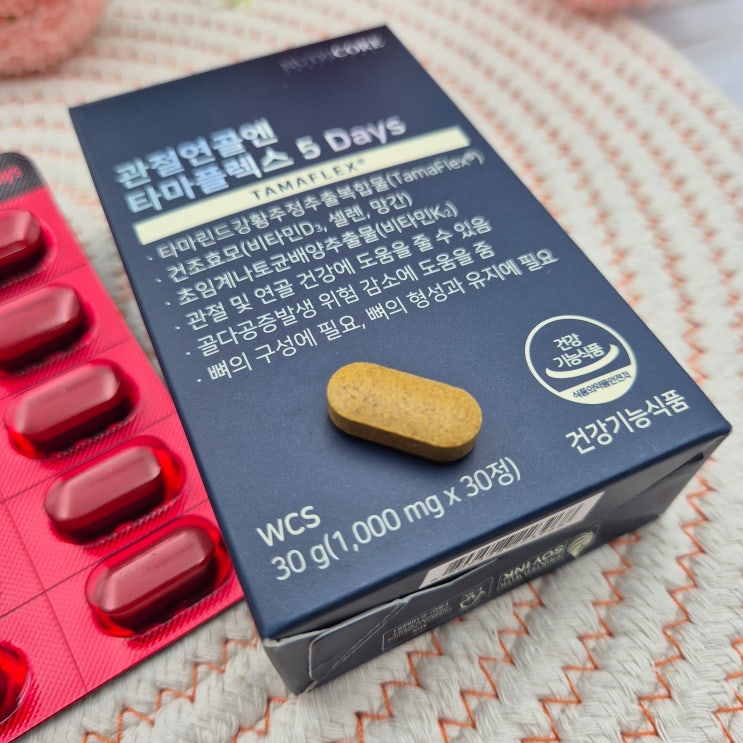 관절연골엔
타마플렉스 5 Days
TAMAFLEX®
· 타마린드강황주정추출복합물(TamaFlex®)
· 건조효모(비타민D₃, 셀렌, 망간)
· 초임계나토균배양추출물(비타민K₂)
· 관절 및 연골 건강에 도움을 줄 수 있음
· 골다공증발생 위험 감소에 도움을 줌
· 뼈의 구성에 필요, 뼈의 형성과 유지에 필요
건강
기능식품
식품의약품안전처
건강기능식품
WCS
30 g(1,000 mg x 30정)